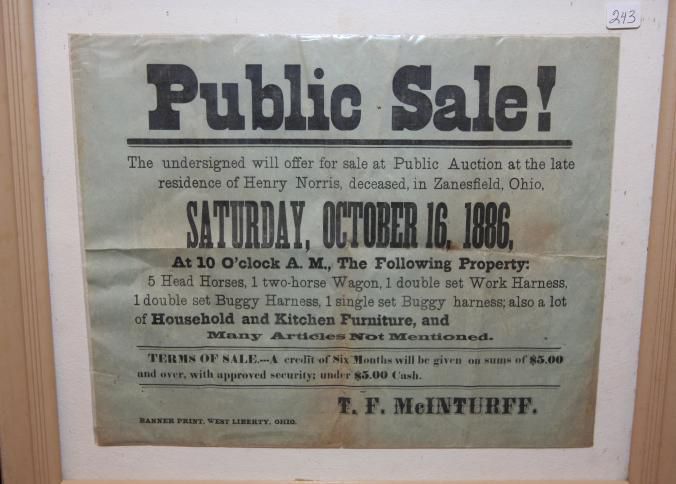 243
Public Sale!
The undersigned will offer for sale at Public Auction at the late
residence of Henry Norris, deceased, in Zanesfield, Ohio,
SATURDAY, OCTOBER 16, 1886,
At 10 O'clock A. M., The Following Property:
5 Head Horses, 1 two-horse Wagon, 1 double set Work Harness,
1 double set Buggy Harness, 1 single set Buggy harness; also a lot
of Household and Kitchen Furniture, and
Many Articles Not Mentioned.
TERMS OF SALE.---A credit of Six Months will be given on sums of $5.00
and over, with approved security; under $5.00 Cash.
T. F. McINTURFF.
BANNER PRINT, WEST LIBERTY, OHIO.